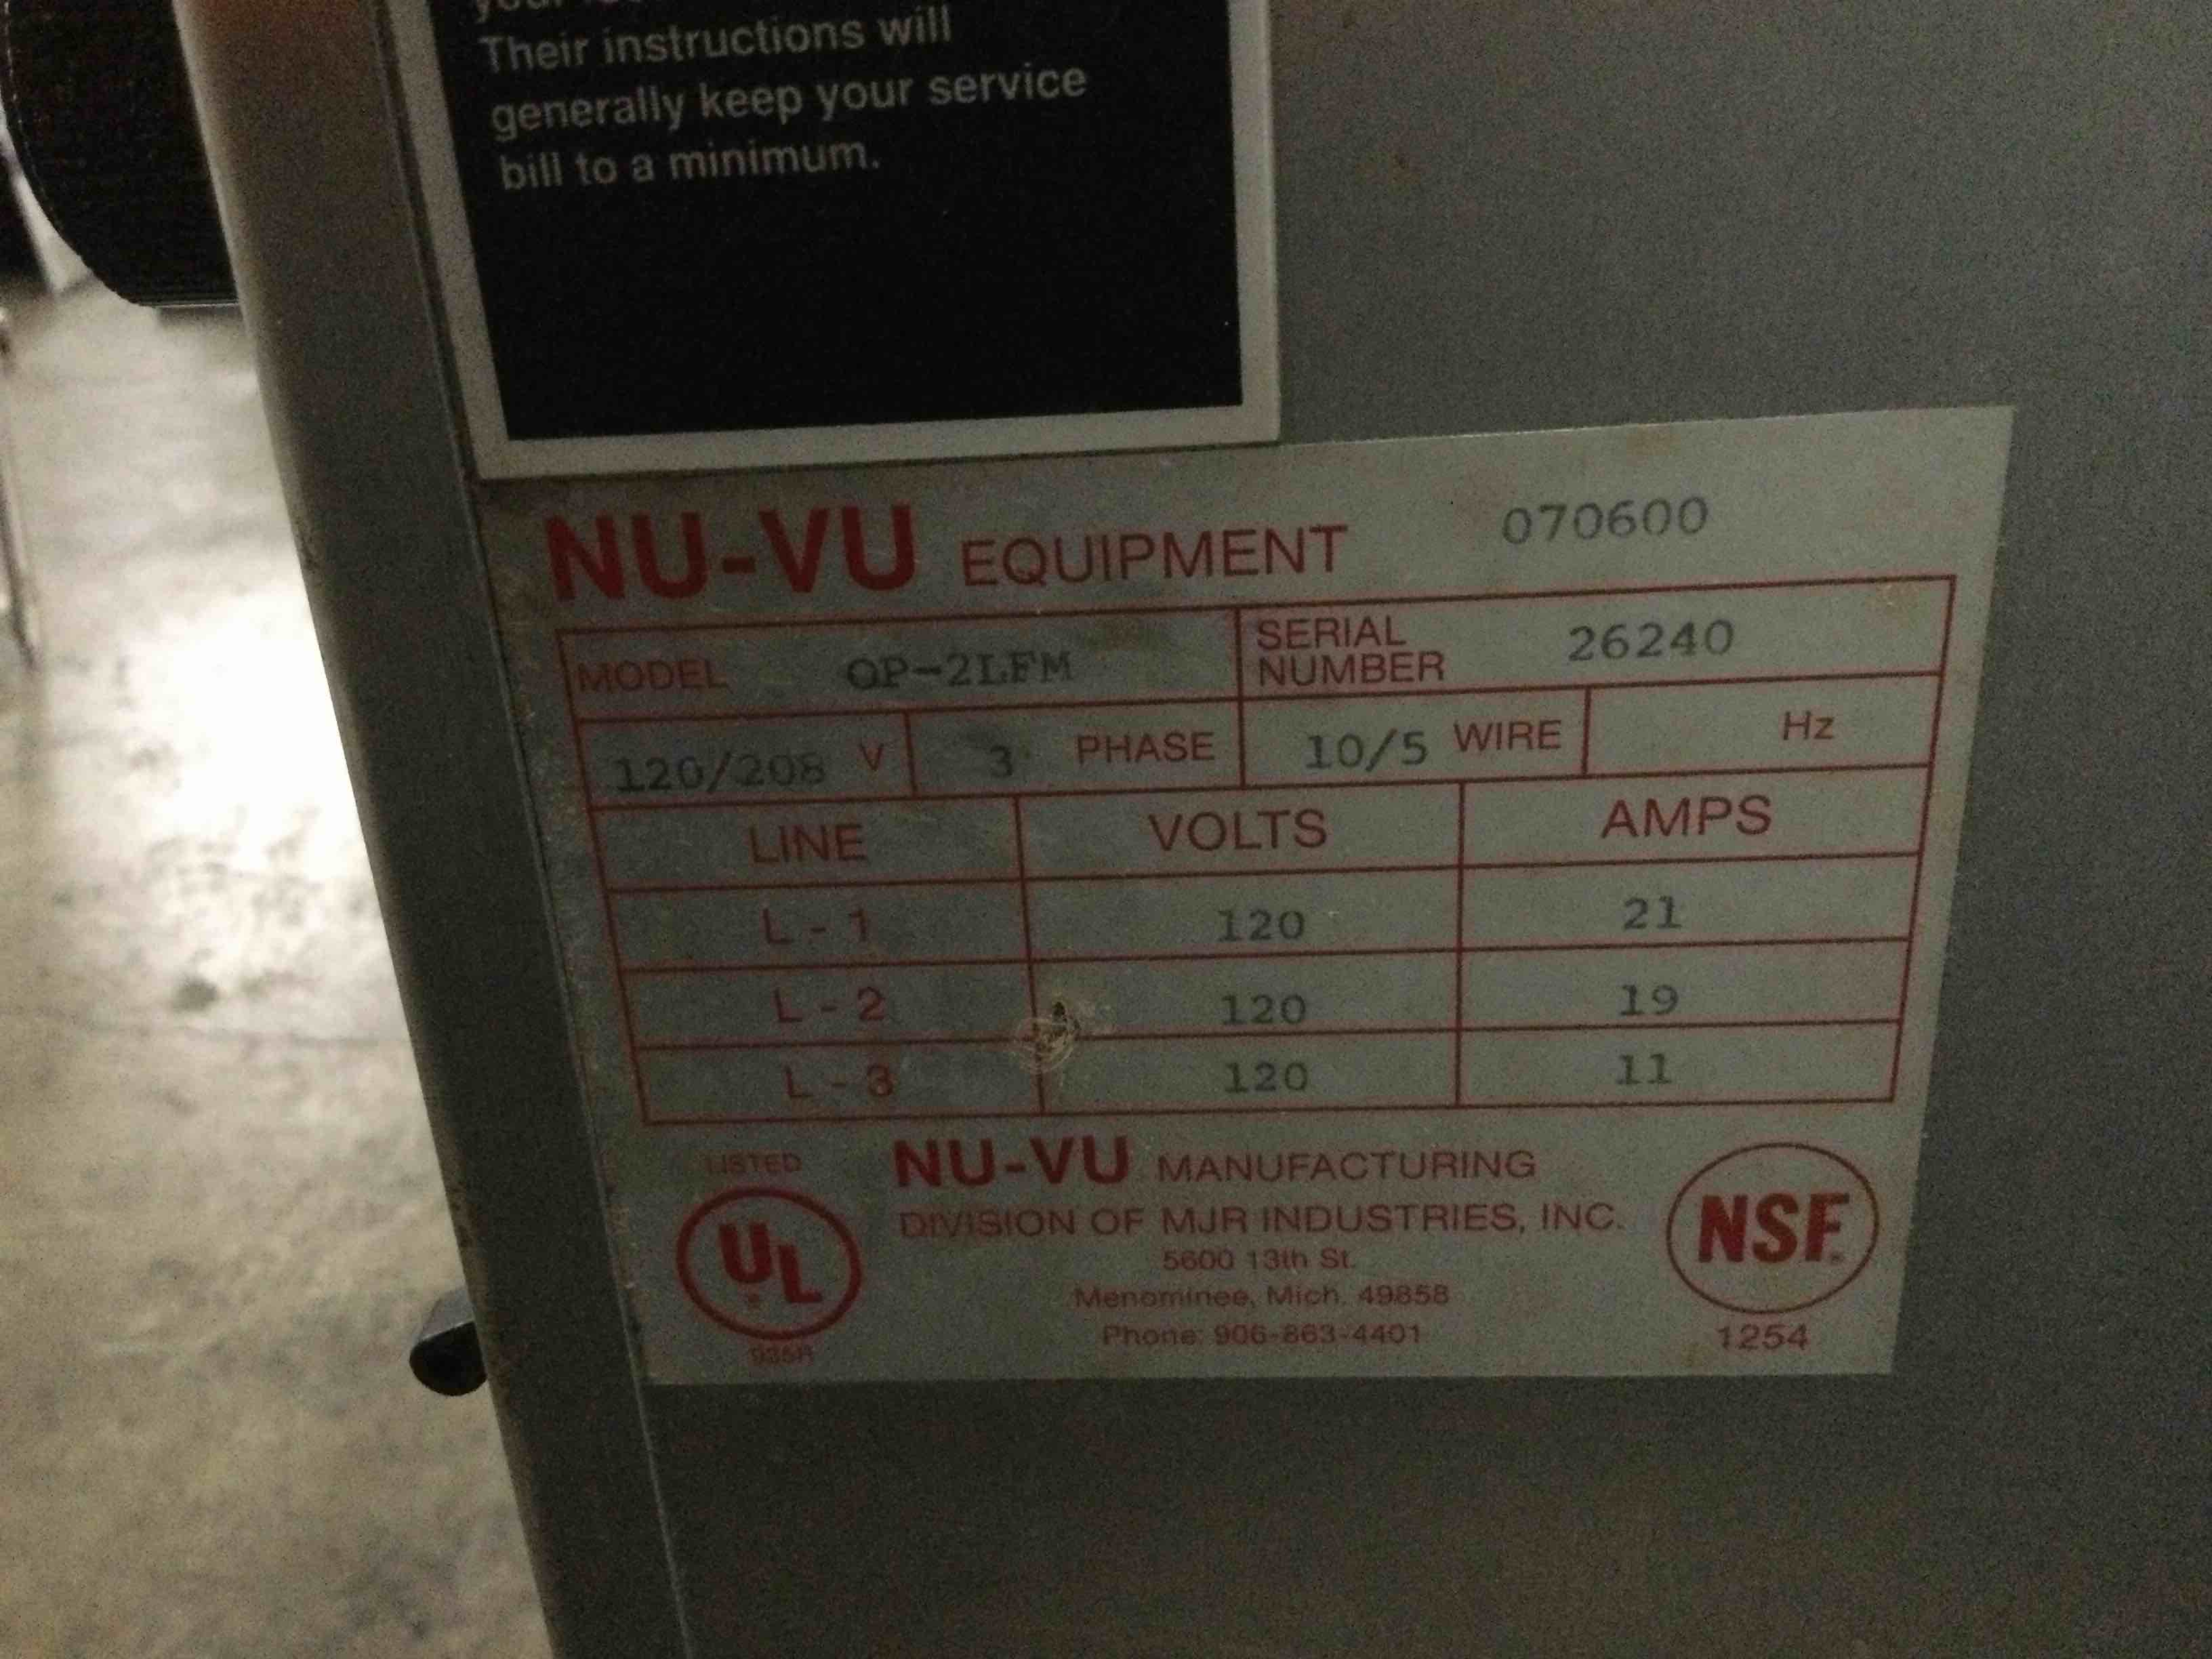 Their instructions will
generally keep your service
bill to a minimum.
NU-VU EQUIPMENT 070600
MODEL OP-2LFM SERIAL NUMBER 26240
120/208 V 3 PHASE 10/5 WIRE Hz
LINE VOLTS AMPS
L-1 120 21
L-2 120 19
L-3 120 11
LISTED
UL
NU-VU MANUFACTURING
DIVISION OF MJR INDUSTRIES, INC.
5600 13th St.
Menominee, Mich. 49858
Phone: 906-863-4401
NSF
1254